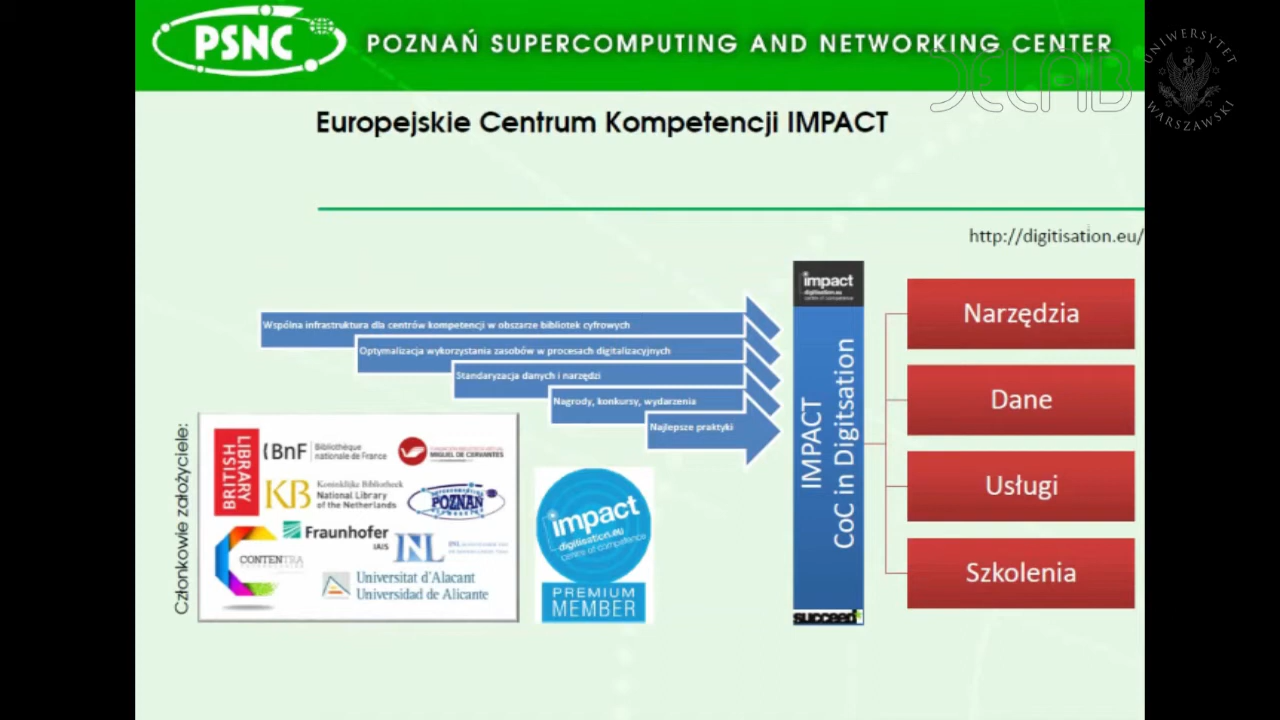 PSNC
POZNAŃ SUPERCOMPUTING AND NETWORKING CENTER
DELAB
UNIWERSYTET
WARSZAWSKI
Europejskie Centrum Kompetencji IMPACT
http://digitisation.eu/
Wspólna infrastruktura dla centrów kompetencji w obszarze bibliotek cyfrowych
Optymalizacja wykorzystania zasobów w procesach digitalizacyjnych
Standaryzacja danych i narzędzi
Nagrody, konkursy, wydarzenia
Najlepsze praktyki
impact
digitisation.eu
centre of competence
IMPACT
CoC in Digitsation
succeed
Narzędzia
Dane
Usługi
Szkolenia
Członkowie założyciele:
BRITISH
LIBRARY
BnF
Bibliothèque
nationale de France
MIGUEL DE CERVANTES
KB
Koninklijke Bibliotheek
National Library
of the Netherlands
POZNAŃ
Fraunhofer
IAIS
CONTENTRA
INL
Universitat d'Alacant
Universidad de Alicante
impact
digitisation.eu
centre of competence
PREMIUM
MEMBER